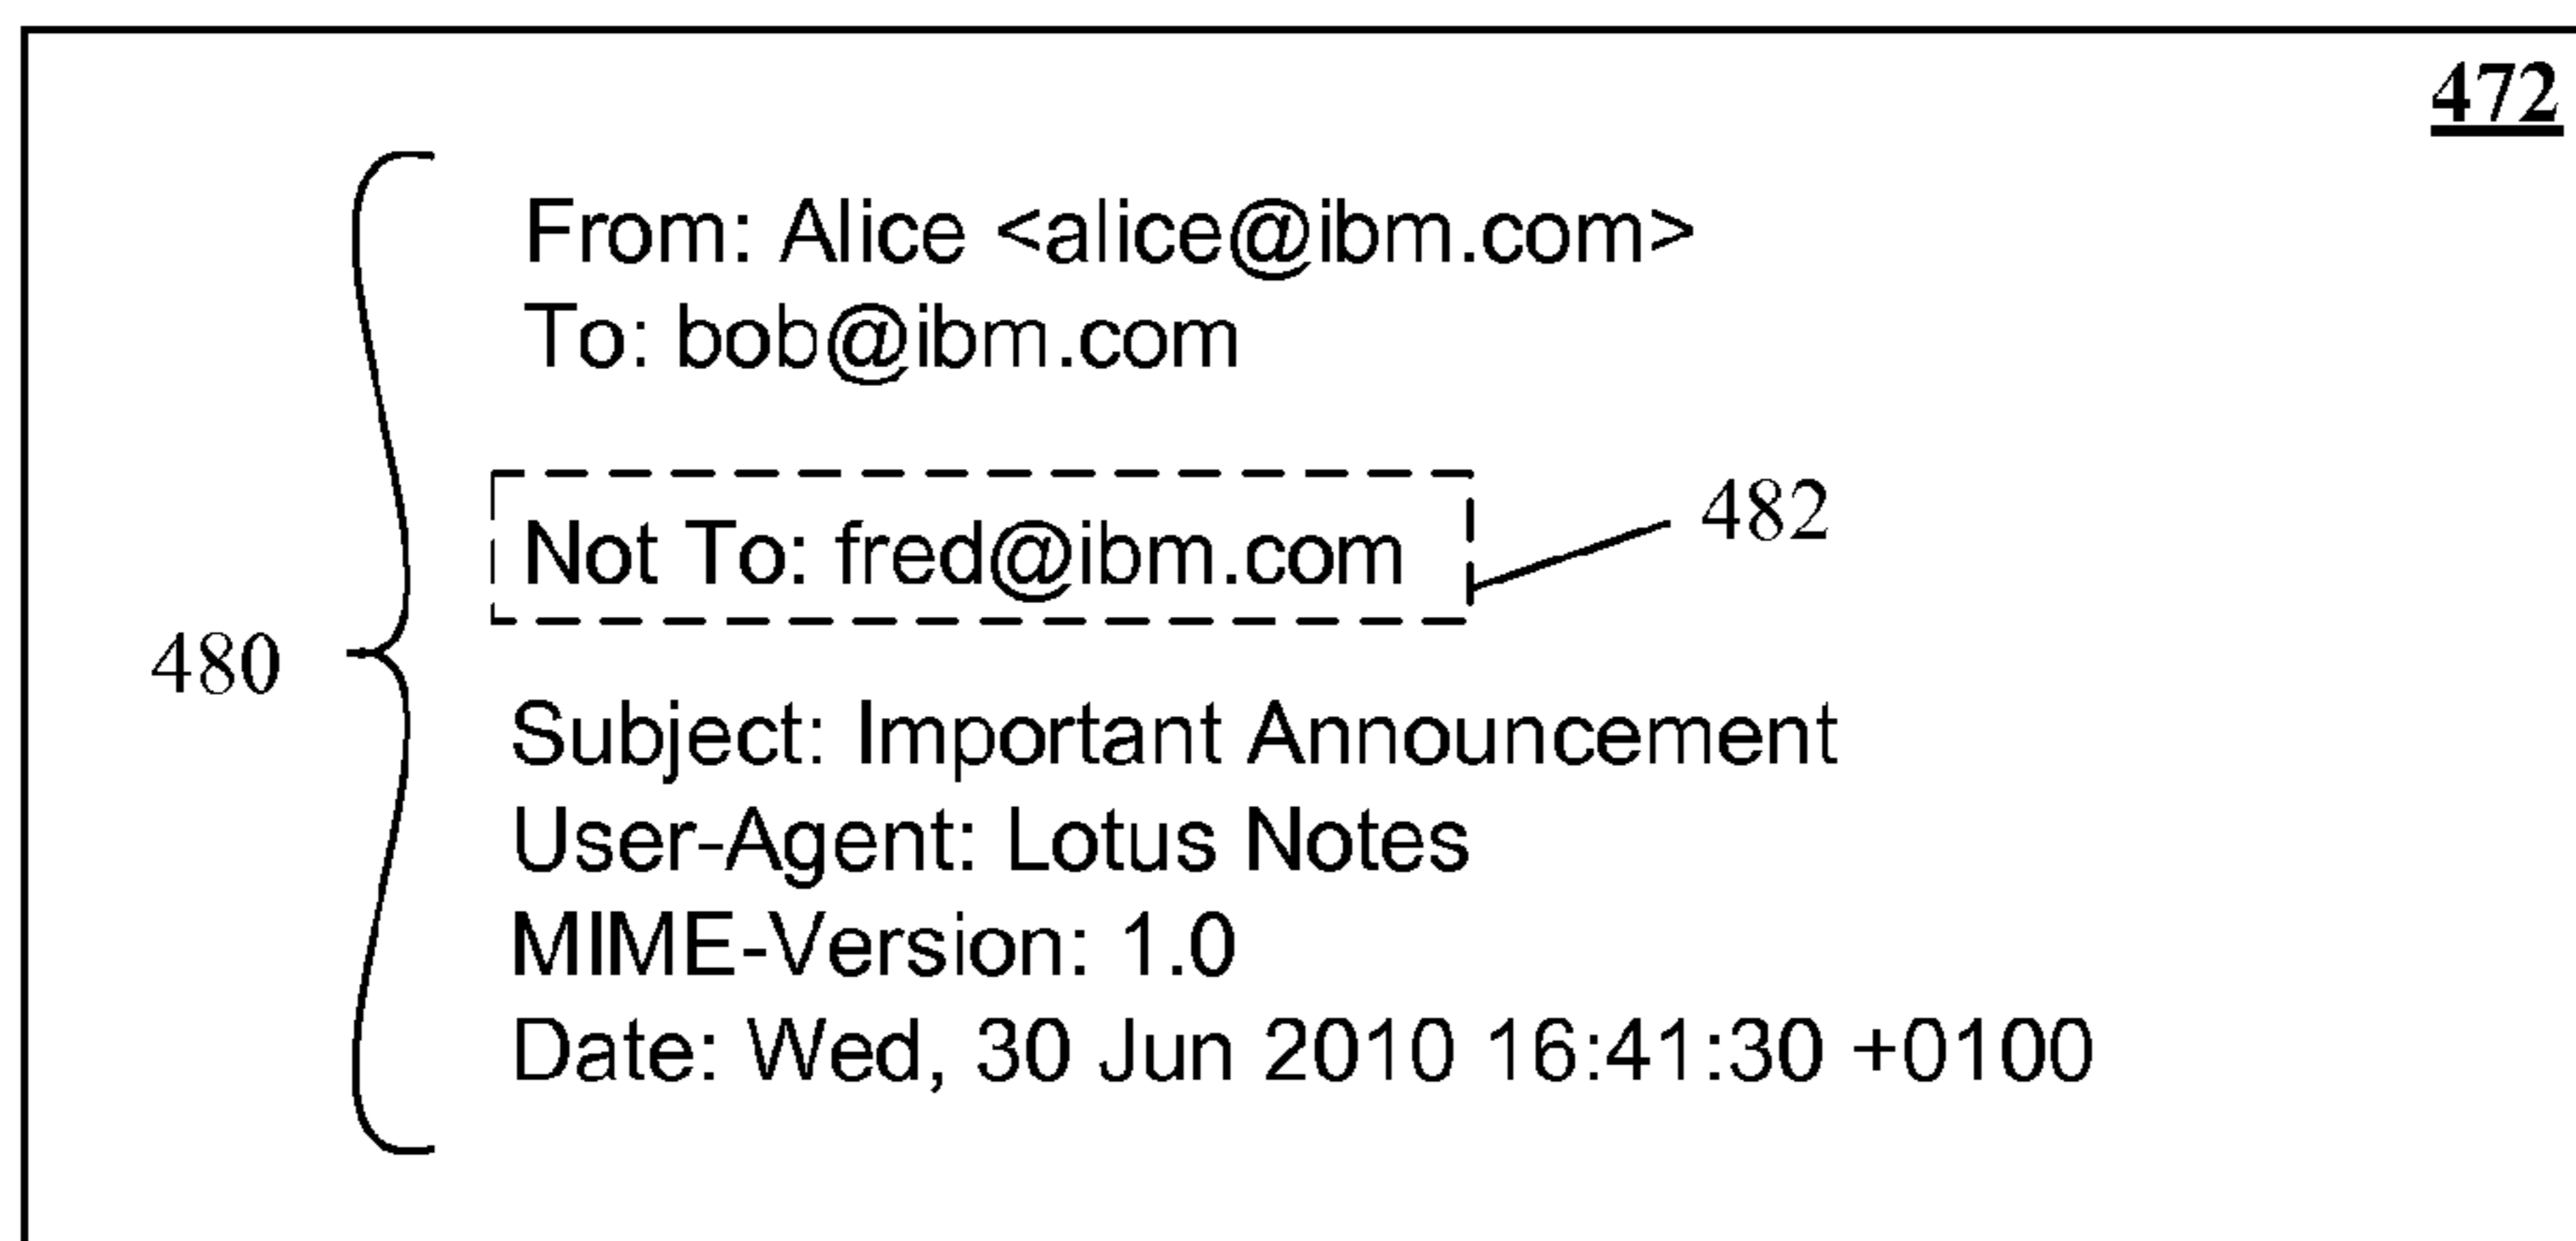 472
From: Alice <alice@ibm.com>
To: bob@ibm.com
Not To: fred@ibm.com
482
480
Subject: Important Announcement
User-Agent: Lotus Notes
MIME-Version: 1.0
Date: Wed, 30 Jun 2010 16:41:30 +0100